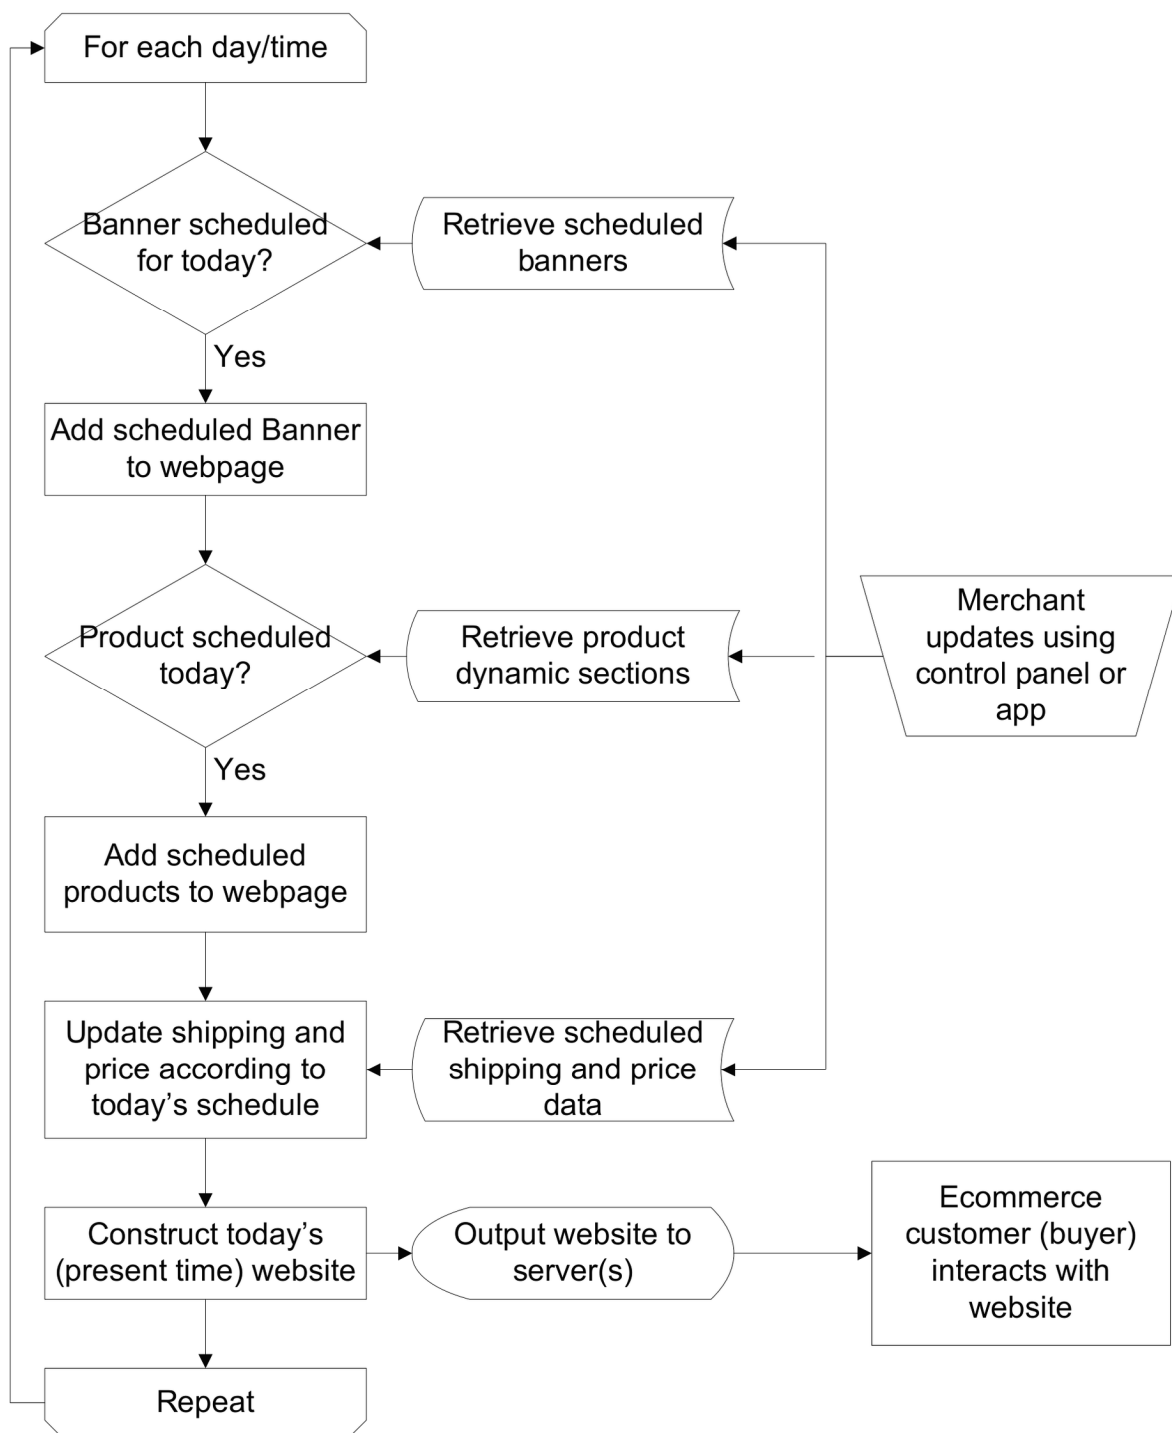 For each day/time
Banner scheduled
for today?
Retrieve scheduled
banners
Yes
Add scheduled Banner
to webpage
Product scheduled
today?
Retrieve product
dynamic sections
Merchant
updates using
control panel or
app
Yes
Add scheduled
products to webpage
Update shipping and
price according to
today’s schedule
Retrieve scheduled
shipping and price
data
Construct today’s
(present time) website
Output website to
server(s)
Ecommerce
customer (buyer)
interacts with
website
Repeat